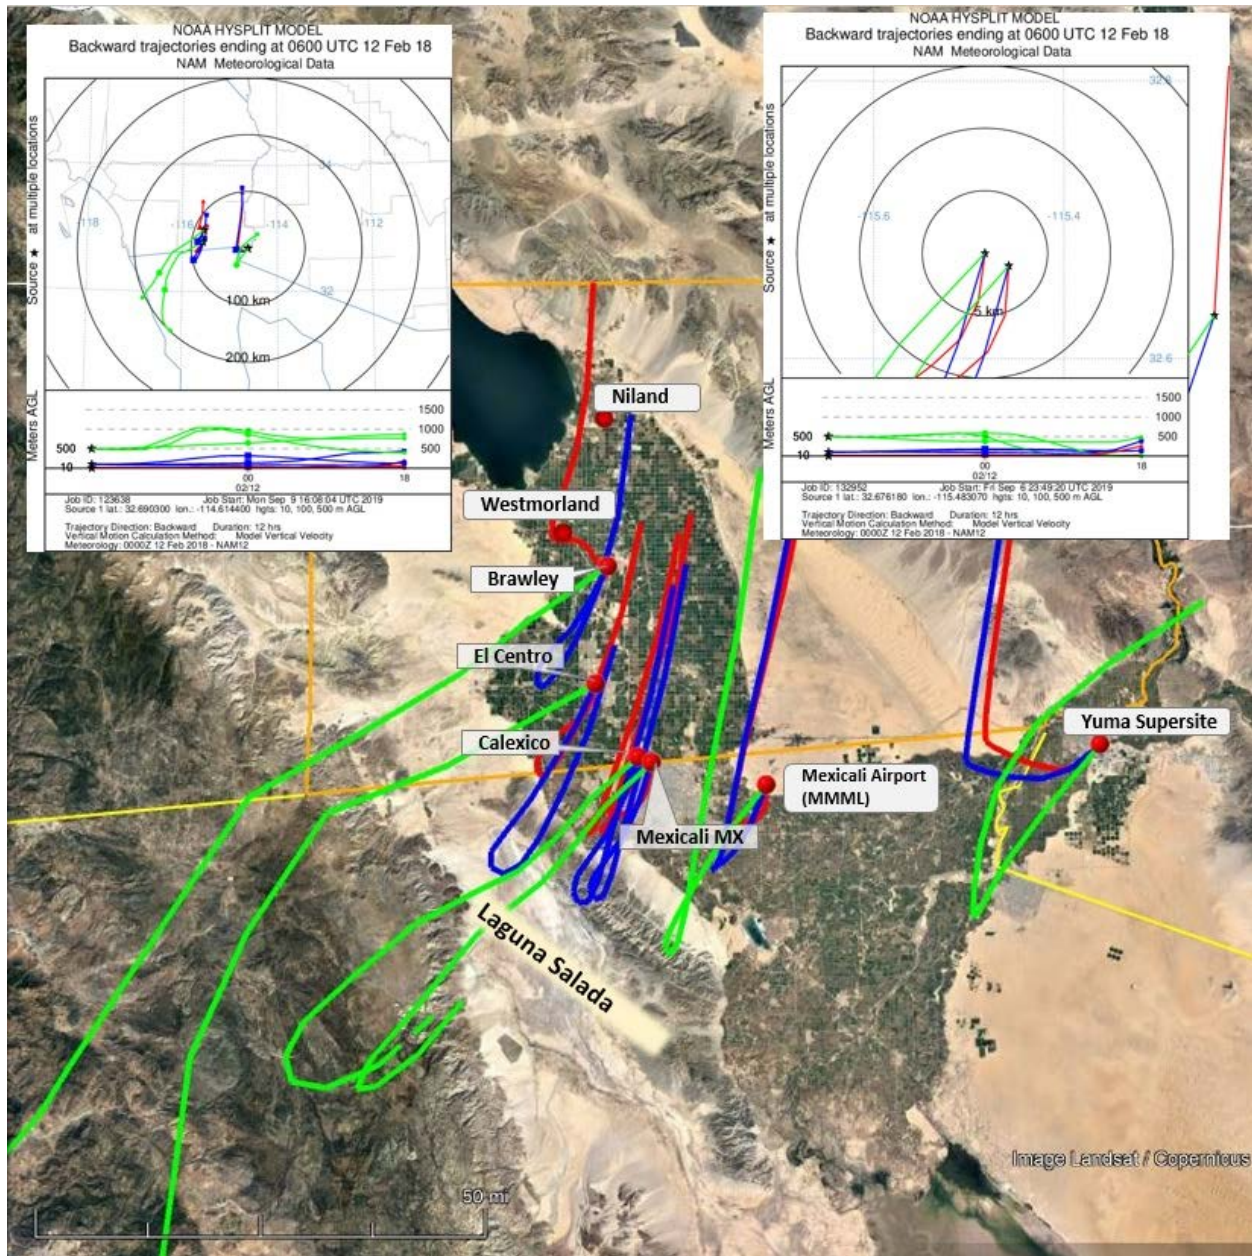 NOAA HYSPLIT MODEL
Backward trajectories ending at 0600 UTC 12 Feb 18
NAM Meteorological Data
Source ★ at multiple locations
-118
-116
-114
-112
34
32
100 km
200 km
Meters AGL
1500
1000
500
500
10
00
02/12
18
Job ID: 123638 Job Start: Mon Sep 9 16:08:04 UTC 2019
Source 1 lat.: 32.690300 lon.: -114.614400 hgts: 10, 100, 500 m AGL
Trajectory Direction: Backward Duration: 12 hrs
Vertical Motion Calculation Method: Model Vertical Velocity
Meteorology: 0000Z 12 Feb 2018 - NAM12
NOAA HYSPLIT MODEL
Backward trajectories ending at 0600 UTC 12 Feb 18
NAM Meteorological Data
Source ★ at multiple locations
32.8
-115.6
-115.4
5 km
32.6
Meters AGL
1500
1000
500
500
10
00
02/12
18
Job ID: 132952 Job Start: Fri Sep 6 23:49:20 UTC 2019
Source 1 lat.: 32.676180 lon.: -115.483070 hgts: 10, 100, 500 m AGL
Trajectory Direction: Backward Duration: 12 hrs
Vertical Motion Calculation Method: Model Vertical Velocity
Meteorology: 0000Z 12 Feb 2018 - NAM12
Niland
Westmorland
Brawley
El Centro
Calexico
Yuma Supersite
Mexicali Airport
(MMML)
Mexicali MX
Laguna Salada
Image Landsat / Copernicus
50 mi